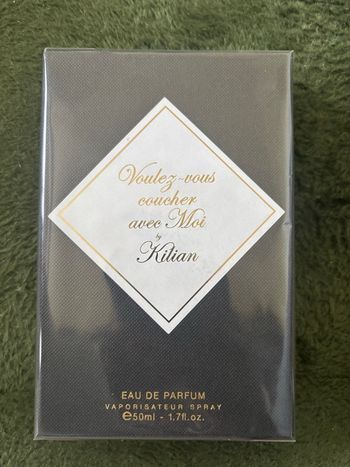 Voulez-vous
coucher
avec Moi
by
Kilian
EAU DE PARFUM
VAPORISATEUR SPRAY
℮50ml - 1.7fl.oz.